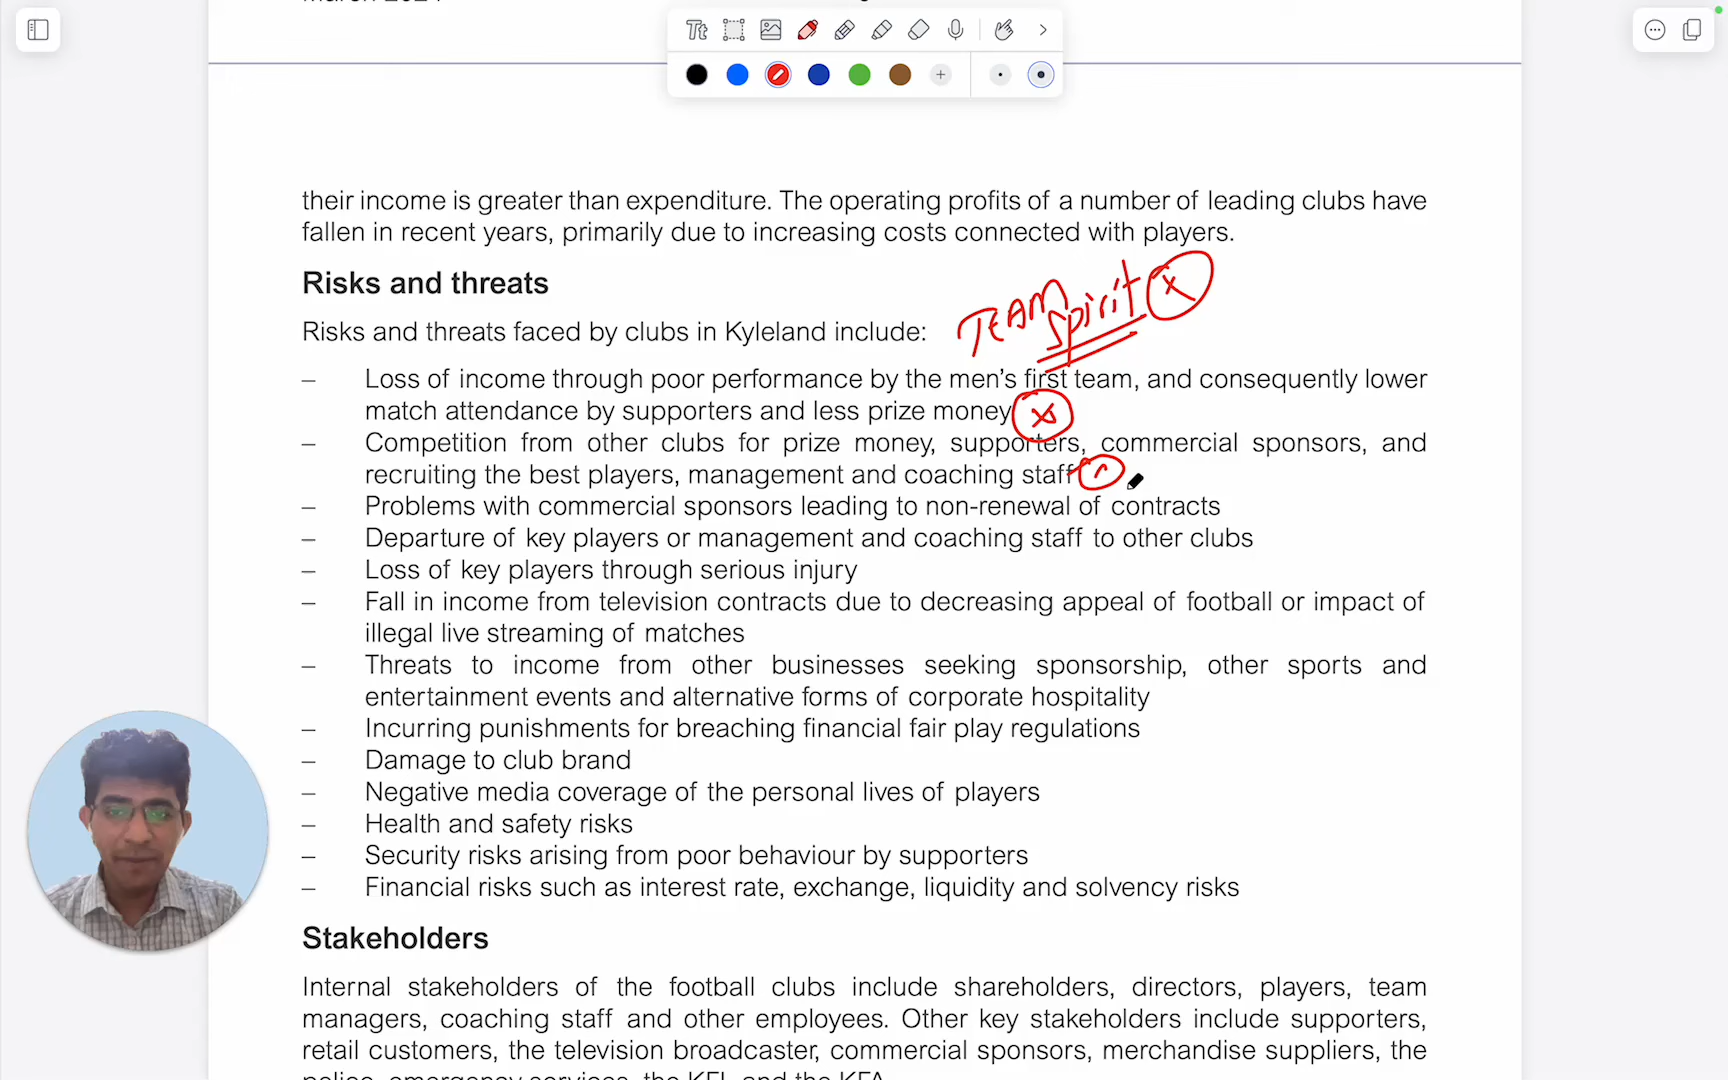 Tt
their income is greater than expenditure. The operating profits of a number of leading clubs have
fallen in recent years, primarily due to increasing costs connected with players.
Risks and threats
TEAM
Spirit X
Risks and threats faced by clubs in Kyleland include:
– Loss of income through poor performance by the men's first team, and consequently lower
match attendance by supporters and less prize money
– Competition from other clubs for prize money, supporters, commercial sponsors, and
recruiting the best players, management and coaching staff
– Problems with commercial sponsors leading to non-renewal of contracts
– Departure of key players or management and coaching staff to other clubs
– Loss of key players through serious injury
– Fall in income from television contracts due to decreasing appeal of football or impact of
illegal live streaming of matches
– Threats to income from other businesses seeking sponsorship, other sports and
entertainment events and alternative forms of corporate hospitality
– Incurring punishments for breaching financial fair play regulations
– Damage to club brand
– Negative media coverage of the personal lives of players
– Health and safety risks
– Security risks arising from poor behaviour by supporters
– Financial risks such as interest rate, exchange, liquidity and solvency risks
Stakeholders
Internal stakeholders of the football clubs include shareholders, directors, players, team
managers, coaching staff and other employees. Other key stakeholders include supporters,
retail customers, the television broadcaster, commercial sponsors, merchandise suppliers, the
police, emergency services, the KFL and the KFA